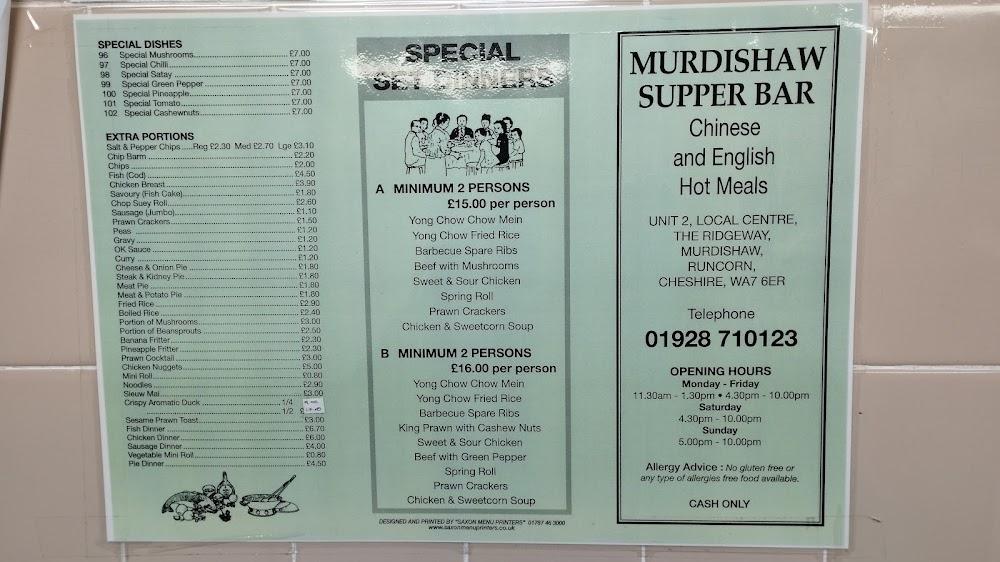 SPECIAL DISHES
96 Special Mushrooms.....£7.00
97 Special Chilli.....£7.00
98 Special Satay.....£7.00
99 Special Green Pepper.....£7.00
100 Special Pineapple.....£7.00
101 Special Tomato.....£7.00
102 Special Cashewnuts.....£7.00
EXTRA PORTIONS
Salt & Pepper Chips.....Reg £2.30 Med £2.70 Lge £3.10
Chip Barm.....£2.20
Chips.....£2.00
Fish (Cod).....£4.50
Chicken Breast.....£3.90
Savoury (Fish Cake).....£1.80
Chop Suey Roll.....£2.60
Sausage (Jumbo).....£1.10
Prawn Crackers.....£1.50
Peas.....£1.20
Gravy.....£1.20
OK Sauce.....£1.20
Curry.....£1.20
Cheese & Onion Pie.....£1.80
Steak & Kidney Pie.....£1.80
Meat Pie.....£1.80
Meat & Potato Pie.....£1.80
Fried Rice.....£2.90
Boiled Rice.....£2.40
Portion of Mushrooms.....£3.00
Portion of Beansprouts.....£2.50
Banana Fritter.....£2.30
Pineapple Fritter.....£2.30
Prawn Cocktail.....£3.00
Chicken Nuggets.....£5.00
Mini Roll.....£0.80
Noodles.....£2.90
Sieuw Mai.....£3.00
Crispy Aromatic Duck.....1/4
.....1/2 £
Sesame Prawn Toast.....£3.00
Fish Dinner.....£6.70
Chicken Dinner.....£6.00
Sausage Dinner.....£4.00
Vegetable Mini Roll.....£0.80
Pie Dinner.....£4.50
SPECIAL
SET DINNERS
A MINIMUM 2 PERSONS
£15.00 per person
Yong Chow Chow Mein
Yong Chow Fried Rice
Barbecue Spare Ribs
Beef with Mushrooms
Sweet & Sour Chicken
Spring Roll
Prawn Crackers
Chicken & Sweetcorn Soup
B MINIMUM 2 PERSONS
£16.00 per person
Yong Chow Chow Mein
Yong Chow Fried Rice
Barbecue Spare Ribs
King Prawn with Cashew Nuts
Sweet & Sour Chicken
Beef with Green Pepper
Spring Roll
Prawn Crackers
Chicken & Sweetcorn Soup
DESIGNED AND PRINTED BY "SAXON MENU PRINTERS" 01787 46 3000
www.saxonmenuprinters.co.uk
MURDISHAW
SUPPER BAR
Chinese
and English
Hot Meals
UNIT 2, LOCAL CENTRE,
THE RIDGEWAY,
MURDISHAW,
RUNCORN,
CHESHIRE, WA7 6ER
Telephone
01928 710123
OPENING HOURS
Monday - Friday
11.30am - 1.30pm • 4.30pm - 10.00pm
Saturday
4.30pm - 10.00pm
Sunday
5.00pm - 10.00pm
Allergy Advice : No gluten free or
any type of allergies free food available.
CASH ONLY